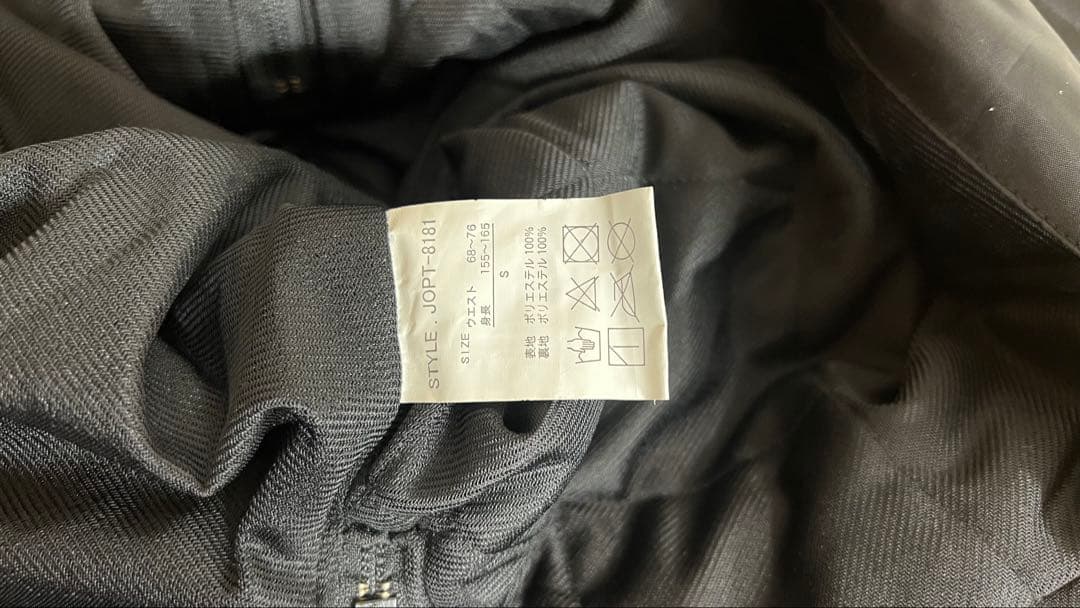 STYLE . JOPT-8181
SIZE ウエスト 68~76
身長 155~165
S
表地 ポリエステル 100%
裏地 ポリエステル 100%